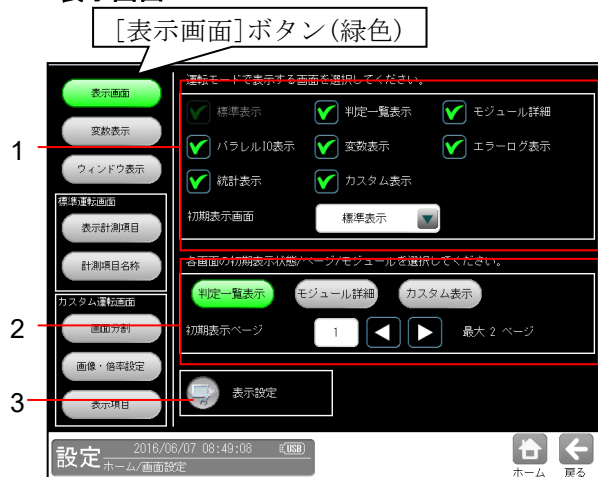 [表示画面]ボタン(緑色)
運転モードで表示する画面を選択してください。
表示画面
変数表示
ウィンドウ表示
標準運転画面
表示計測項目
計測項目名称
カスタム運転画面
画面分割
画像・倍率設定
表示項目
1
標準表示
判定一覧表示
モジュール詳細
パラレルIO表示
変数表示
エラーログ表示
統計表示
カスタム表示
初期表示画面
標準表示
2
各画面の初期表示状態/ページ/モジュールを選択してください。
判定一覧表示
モジュール詳細
カスタム表示
初期表示ページ
1
最大 2 ページ
3
表示設定
設定
2016/06/07 08:49:08
USB
ホーム/画面設定
ホーム
戻る